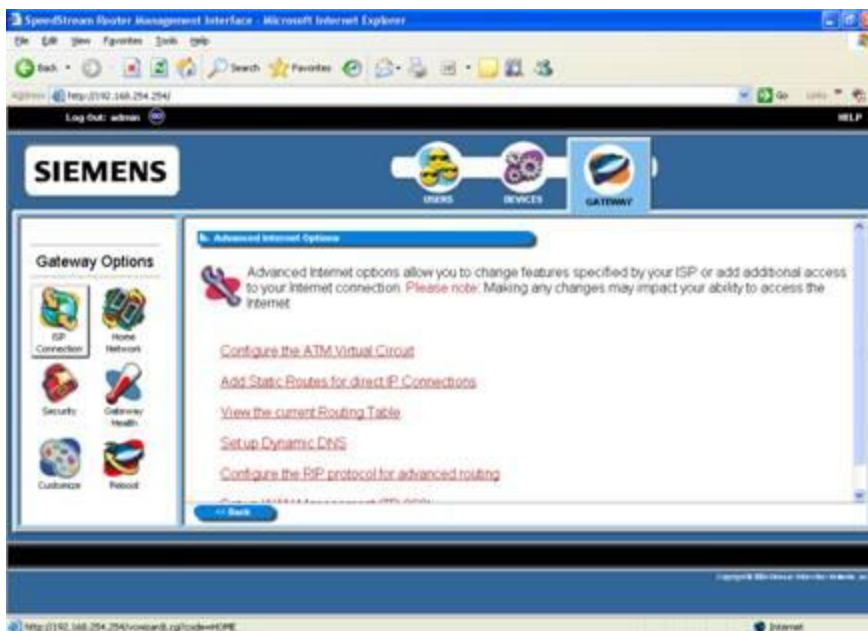 SpeedStream Router Management Interface - Microsoft Internet Explorer
File Edit View Favorites Tools Help
Back Search Favorites
Address http://192.168.254.254/ Go Links
Log Out: admin HELP
SIEMENS
USERS DEVICES GATEWAY
Gateway Options
ISP Connection
Home Network
Security
Gateway Health
Customize
Reboot
Advanced Internet Options
Advanced Internet options allow you to change features specified by your ISP or add additional access
to your Internet connection. Please note: Making any changes may impact your ability to access the
Internet
Configure the ATM Virtual Circuit
Add Static Routes for direct IP Connections
View the current Routing Table
Set up Dynamic DNS
Configure the RIP protocol for advanced routing
<< Back
Internet